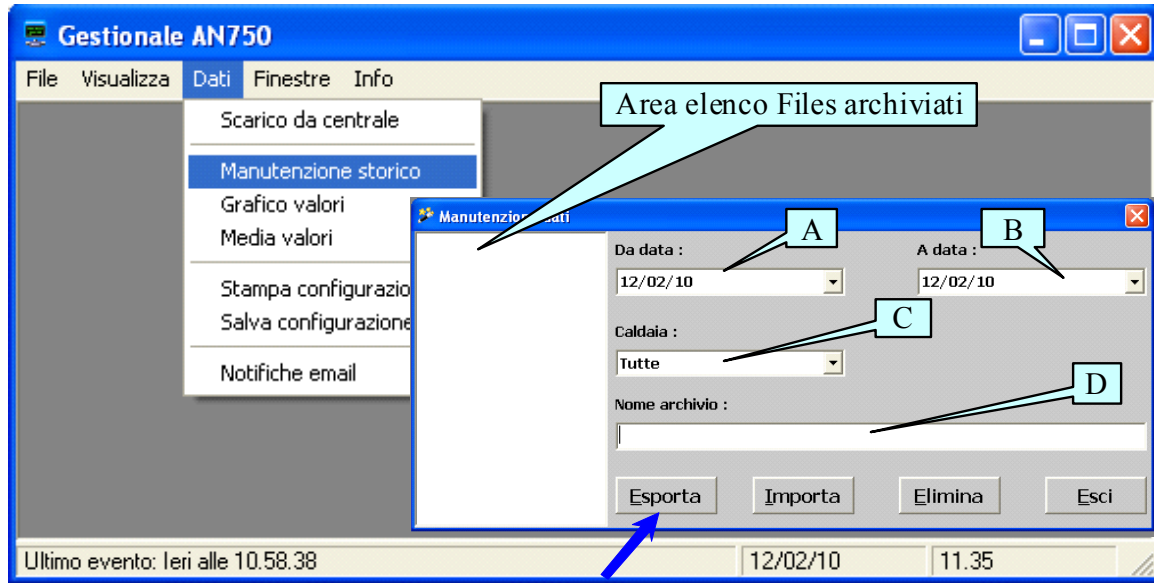 Gestionale AN750
File Visualizza Dati Finestre Info
Scarico da centrale
Manutenzione storico
Grafico valori
Media valori
Stampa configurazio
Salva configurazione
Notifiche email
Area elenco Files archiviati
Manutenzion ati
A
B
Da data :
A data :
12/02/10
12/02/10
C
Caldaia :
Tutte
D
Nome archivio :
Esporta Importa Elimina Esci
Ultimo evento: Ieri alle 10.58.38 12/02/10 11.35